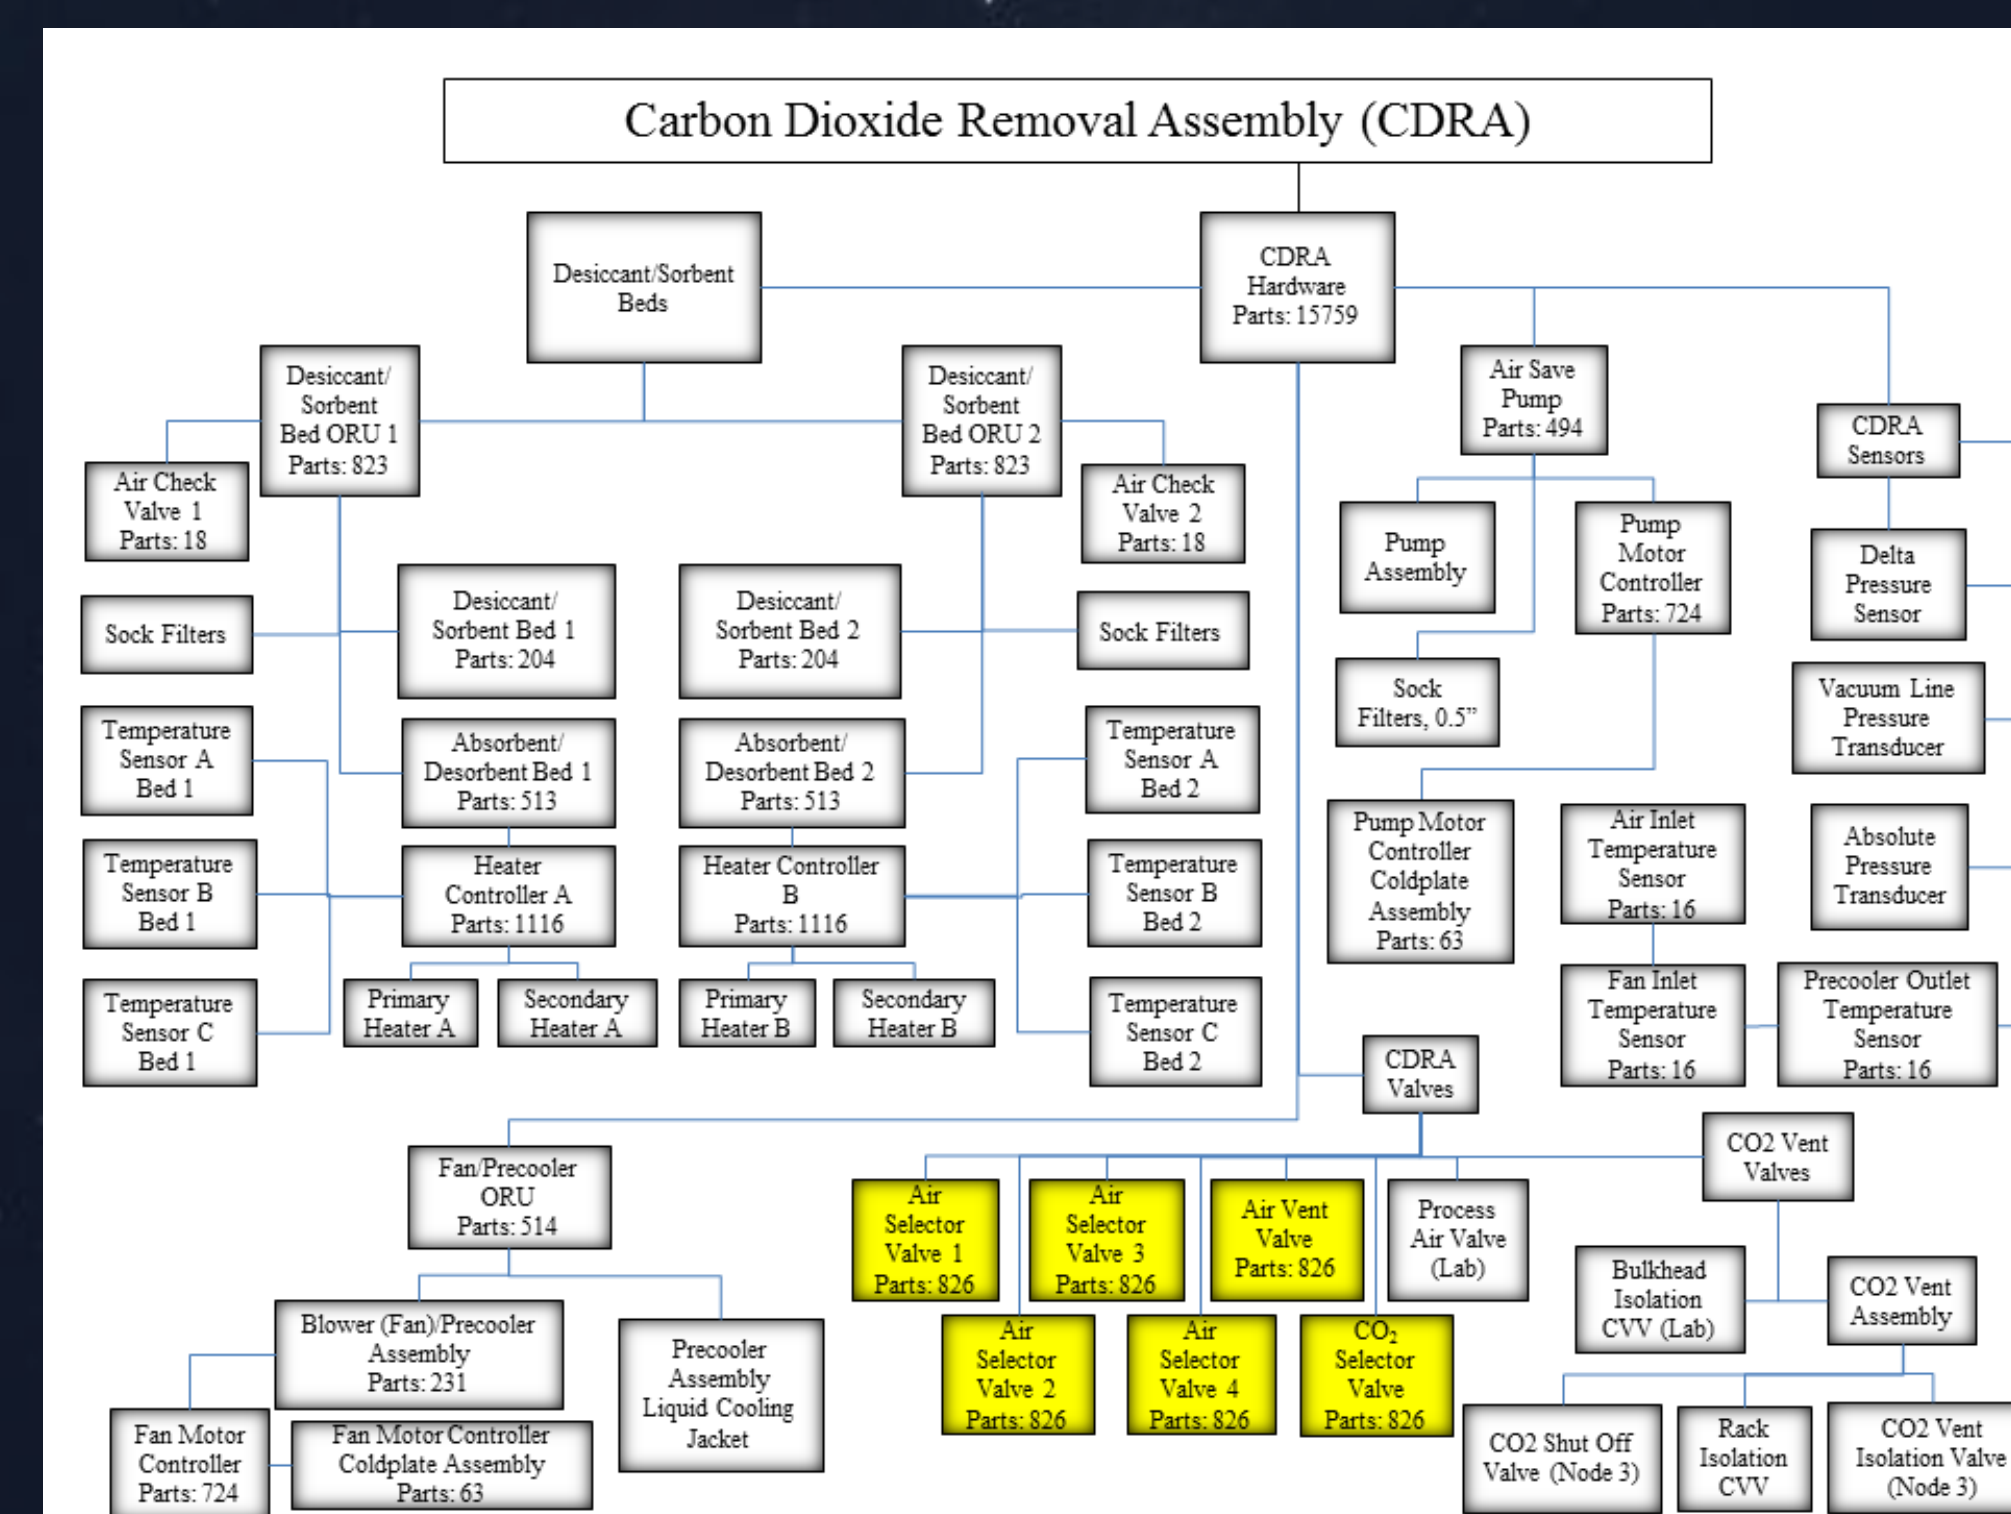 Carbon Dioxide Removal Assembly (CDRA)
Desiccant/Sorbent
Beds
CDRA
Hardware
Parts: 15759
Desiccant/
Sorbent
Bed ORU 1
Parts: 823
Desiccant/
Sorbent
Bed ORU 2
Parts: 823
Air Save
Pump
Parts: 494
CDRA
Sensors
Air Check
Valve 1
Parts: 18
Air Check
Valve 2
Parts: 18
Pump
Assembly
Pump
Motor
Controller
Parts: 724
Delta
Pressure
Sensor
Sock Filters
Desiccant/
Sorbent Bed 1
Parts: 204
Desiccant/
Sorbent Bed 2
Parts: 204
Sock Filters
Sock
Filters, 0.5”
Vacuum Line
Pressure
Transducer
Temperature
Sensor A
Bed 1
Absorbent/
Desorbent Bed 1
Parts: 513
Absorbent/
Desorbent Bed 2
Parts: 513
Temperature
Sensor A
Bed 2
Pump Motor
Controller
Coldplate
Assembly
Parts: 63
Air Inlet
Temperature
Sensor
Parts: 16
Absolute
Pressure
Transducer
Temperature
Sensor B
Bed 1
Heater
Controller A
Parts: 1116
Heater Controller
B
Parts: 1116
Temperature
Sensor B
Bed 2
Fan Inlet
Temperature
Sensor
Parts: 16
Precooler Outlet
Temperature
Sensor
Parts: 16
Temperature
Sensor C
Bed 1
Primary
Heater A
Secondary
Heater A
Primary
Heater B
Secondary
Heater B
Temperature
Sensor C
Bed 2
CDRA
Valves
CO2 Vent
Valves
Fan/Precooler
ORU
Parts: 514
Air
Selector
Valve 1
Parts: 826
Air
Selector
Valve 3
Parts: 826
Air Vent
Valve
Parts: 826
Process
Air Valve
(Lab)
Bulkhead
Isolation
CVV (Lab)
CO2 Vent
Assembly
Blower (Fan)/Precooler
Assembly
Parts: 231
Precooler
Assembly
Liquid Cooling
Jacket
Air
Selector
Valve 2
Parts: 826
Air
Selector
Valve 4
Parts: 826
CO₂
Selector
Valve
Parts: 826
Fan Motor
Controller
Parts: 724
Fan Motor Controller
Coldplate Assembly
Parts: 63
CO2 Shut Off
Valve (Node 3)
Rack
Isolation
CVV
CO2 Vent
Isolation Valve
(Node 3)